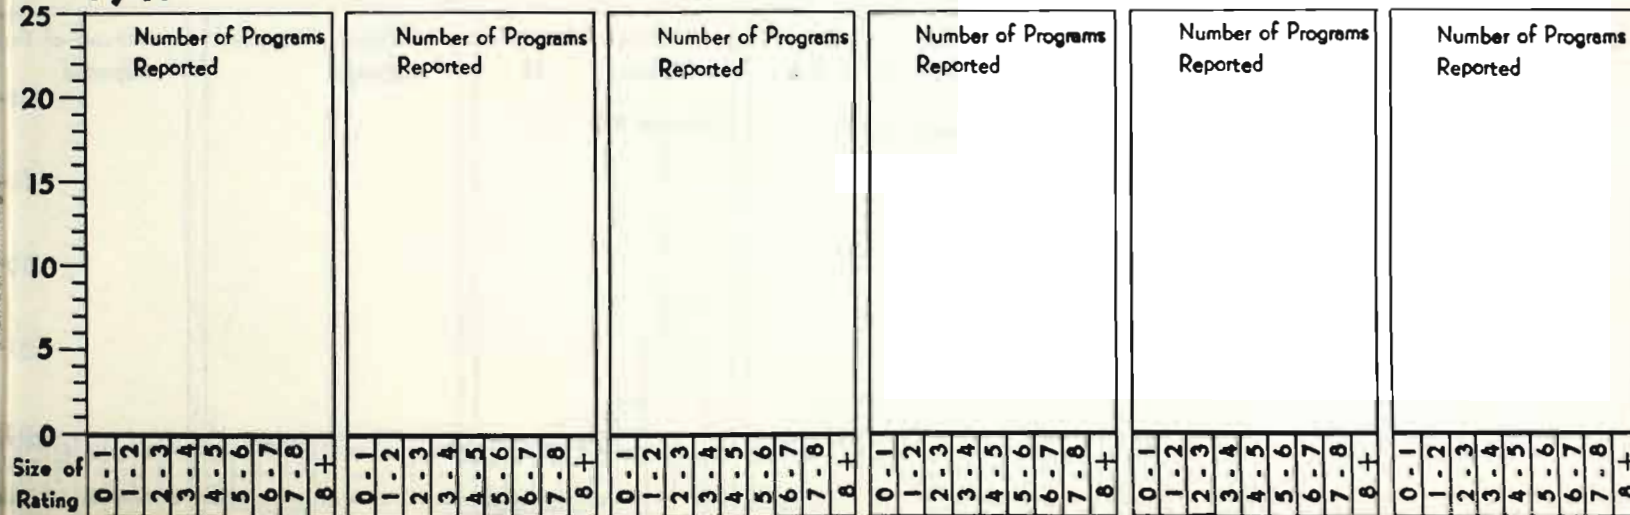 25
Number of Programs Reported
Number of Programs Reported
Number of Programs Reported
Number of Programs Reported
Number of Programs Reported
Number of Programs Reported
20
15
10
5
0
Size of Rating
0 - 1 1 - 2 2 - 3 3 - 4 4 - 5 5 - 6 6 - 7 7 - 8 8 +
0 - 1 1 - 2 2 - 3 3 - 4 4 - 5 5 - 6 6 - 7 7 - 8 8 +
0 - 1 1 - 2 2 - 3 3 - 4 4 - 5 5 - 6 6 - 7 7 - 8 8 +
0 - 1 1 - 2 2 - 3 3 - 4 4 - 5 5 - 6 6 - 7 7 - 8 8 +
0 - 1 1 - 2 2 - 3 3 - 4 4 - 5 5 - 6 6 - 7 7 - 8 8 +
0 - 1 1 - 2 2 - 3 3 - 4 4 - 5 5 - 6 6 - 7 7 - 8 8 +